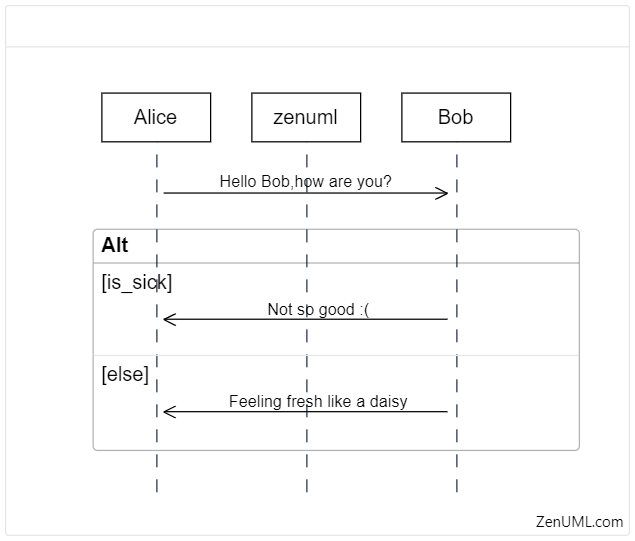 Alice
zenuml
Bob
Hello Bob,how are you?
Alt
[is_sick]
Not so good :(
[else]
Feeling fresh like a daisy
ZenUML.com